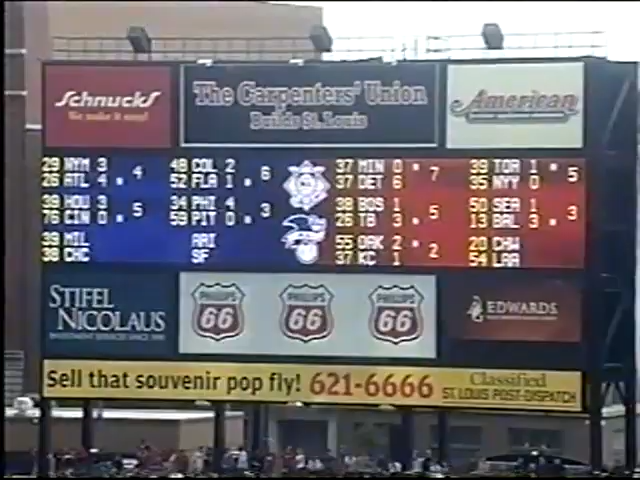 Schnucks
We make it easy!
The Carpenters' Union
Builds St. Louis
American
29 NYM 3 4
26 ATL 4
39 HOU 3 5
76 CIN 0
39 MIL
38 CHC
48 COL 2 6
52 FLA 1
34 PHI 4 3
59 PIT 0
ARI
SF
37 MIN 0 7
37 DET 6
38 BOS 1 5
26 TB 3
55 OAK 2 2
37 KC 1
39 TOR 1 5
35 NYY 0
50 SEA 1 3
13 BAL 3
20 CHW
54 LAA
STIFEL
NICOLAUS
INVESTMENT SERVICES SINCE 1890
PHILLIPS
66
PHILLIPS
66
PHILLIPS
66
EDWARDS
Sell that souvenir pop fly! 621-6666
Classified
ST. LOUIS POST-DISPATCH